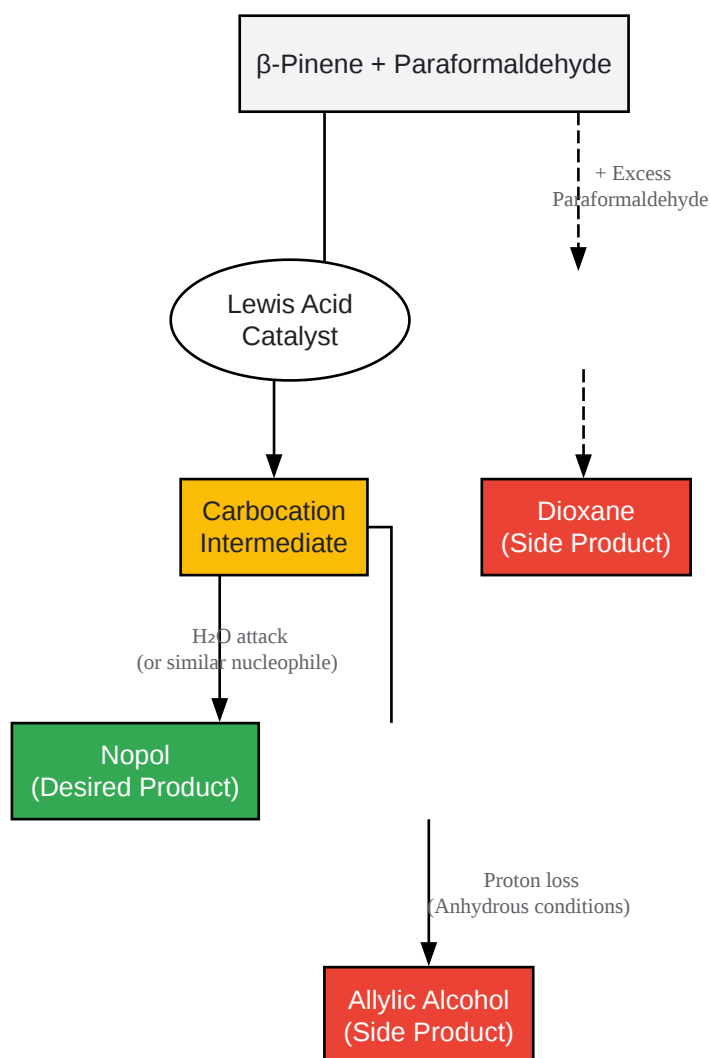 β-Pinene + Paraformaldehyde
+ Excess
Paraformaldehyde
Lewis Acid
Catalyst
Carbocation
Intermediate
Dioxane
(Side Product)
H₂O attack
(or similar nucleophile)
Nopol
(Desired Product)
Proton loss
(Anhydrous conditions)
Allylic Alcohol
(Side Product)